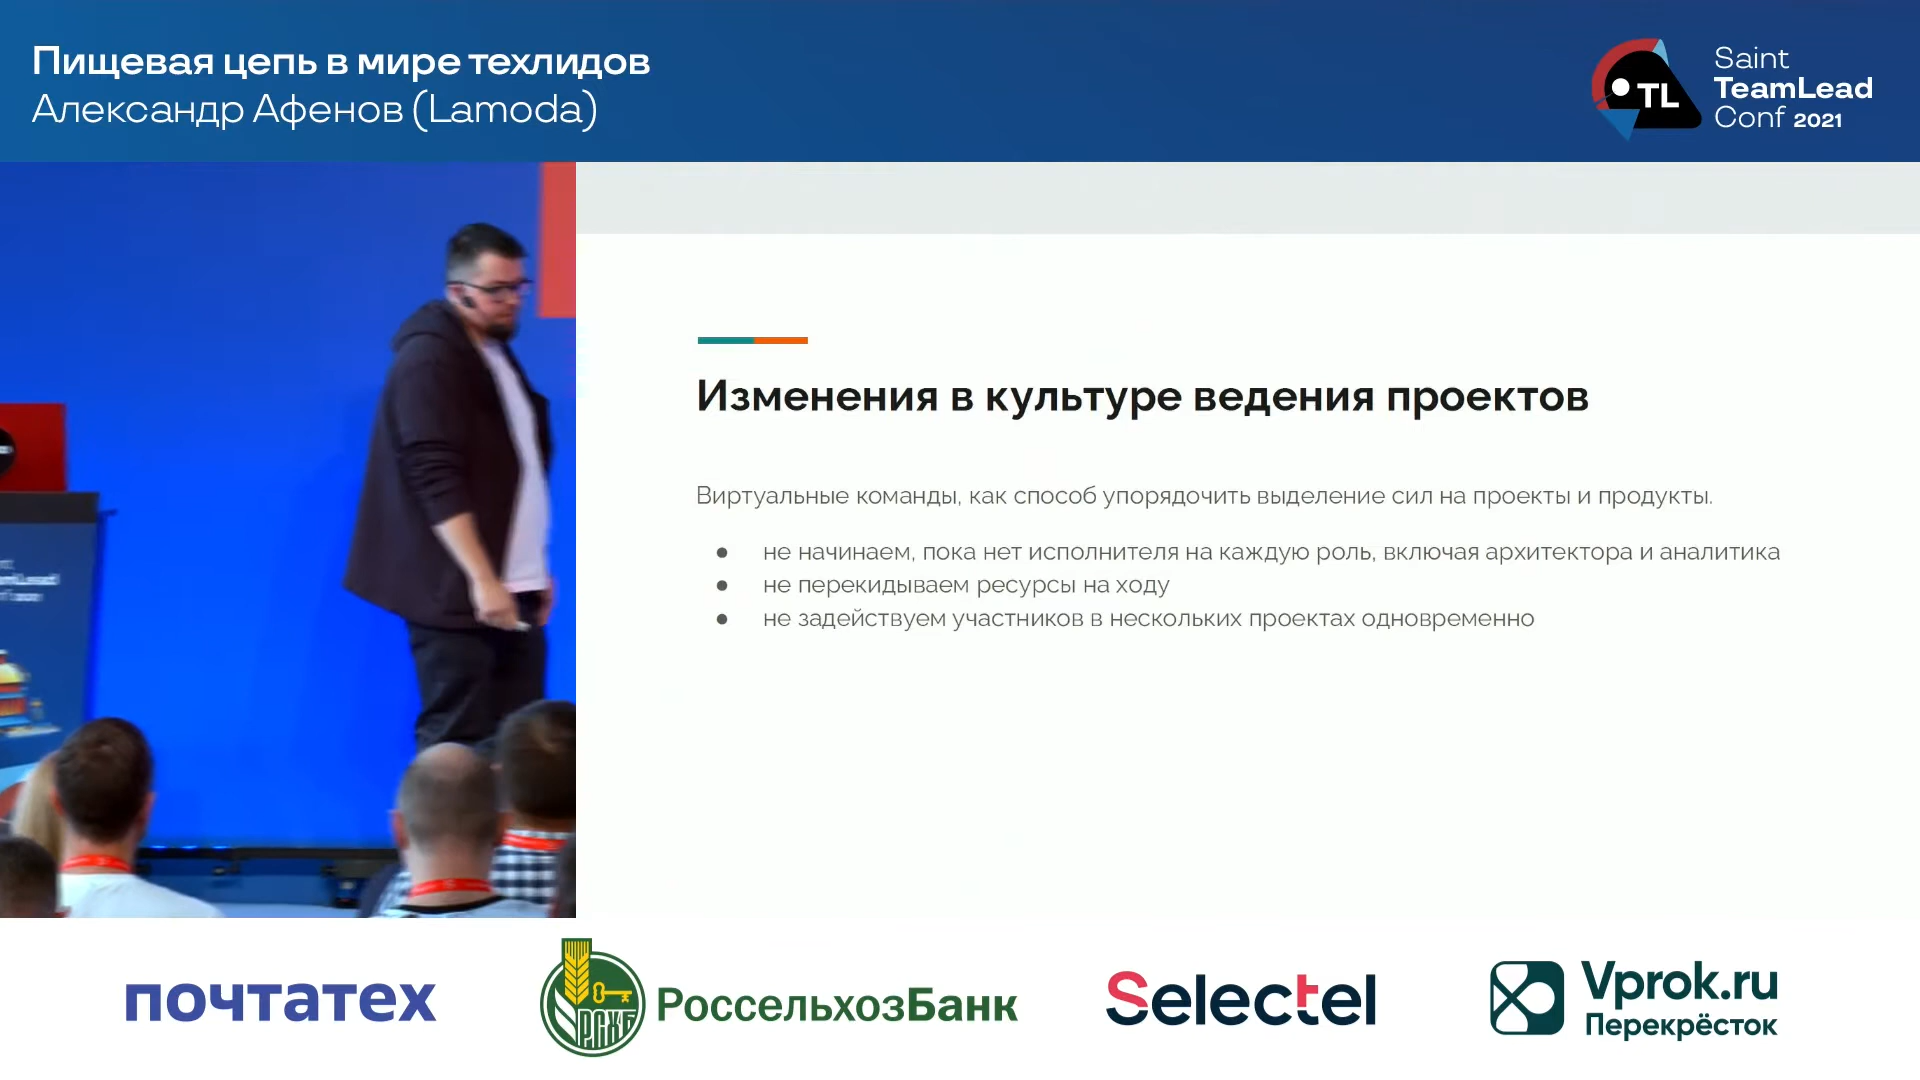 Пищевая цепь в мире техлидов
Александр Афенов (Lamoda)
TL
Saint
TeamLead
Conf 2021
Изменения в культуре ведения проектов
Виртуальные команды, как способ упорядочить выделение сил на проекты и продукты.
● не начинаем, пока нет исполнителя на каждую роль, включая архитектора и аналитика
● не перекидываем ресурсы на ходу
● не задействуем участников в нескольких проектах одновременно
почтатех
РСХБ
РоссельхозБанк
Selectel
Vprok.ru
Перекрёсток